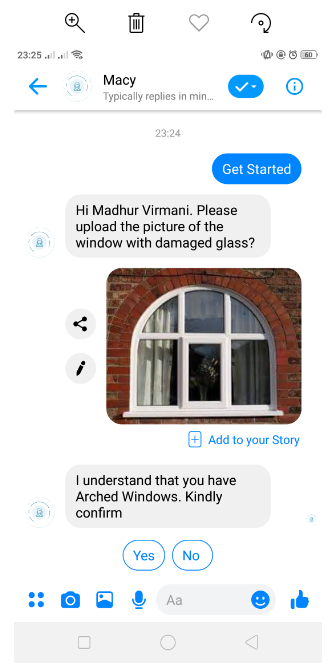 23:25
60
Macy
Typically replies in min...
23:24
Get Started
Hi Madhur Virmani. Please
upload the picture of the
window with damaged glass?
Add to your Story
I understand that you have
Arched Windows. Kindly
confirm
Yes
No
Aa